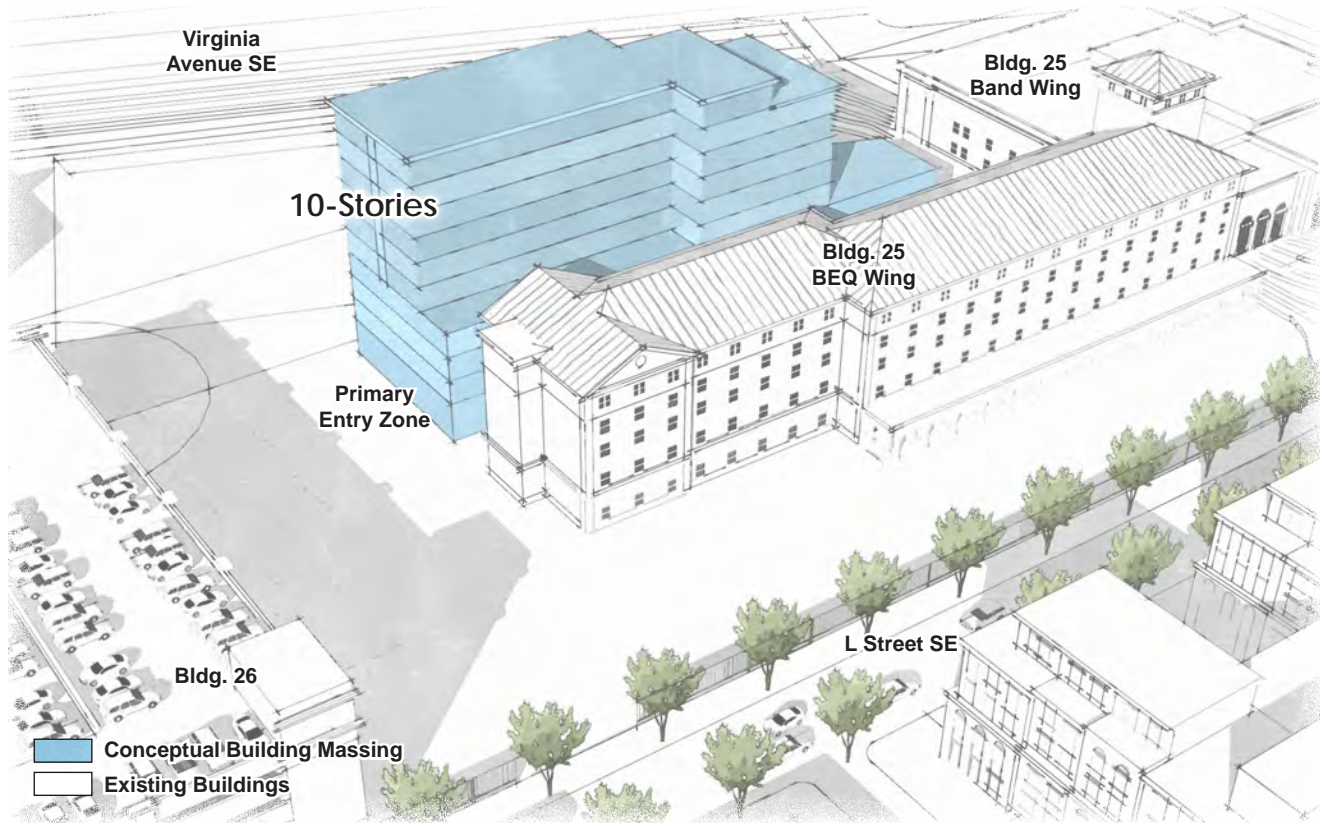 Virginia
Avenue SE
Bldg. 25
Band Wing
10-Stories
Bldg. 25
BEQ Wing
Primary
Entry Zone
L Street SE
Bldg. 26
Conceptual Building Massing
Existing Buildings